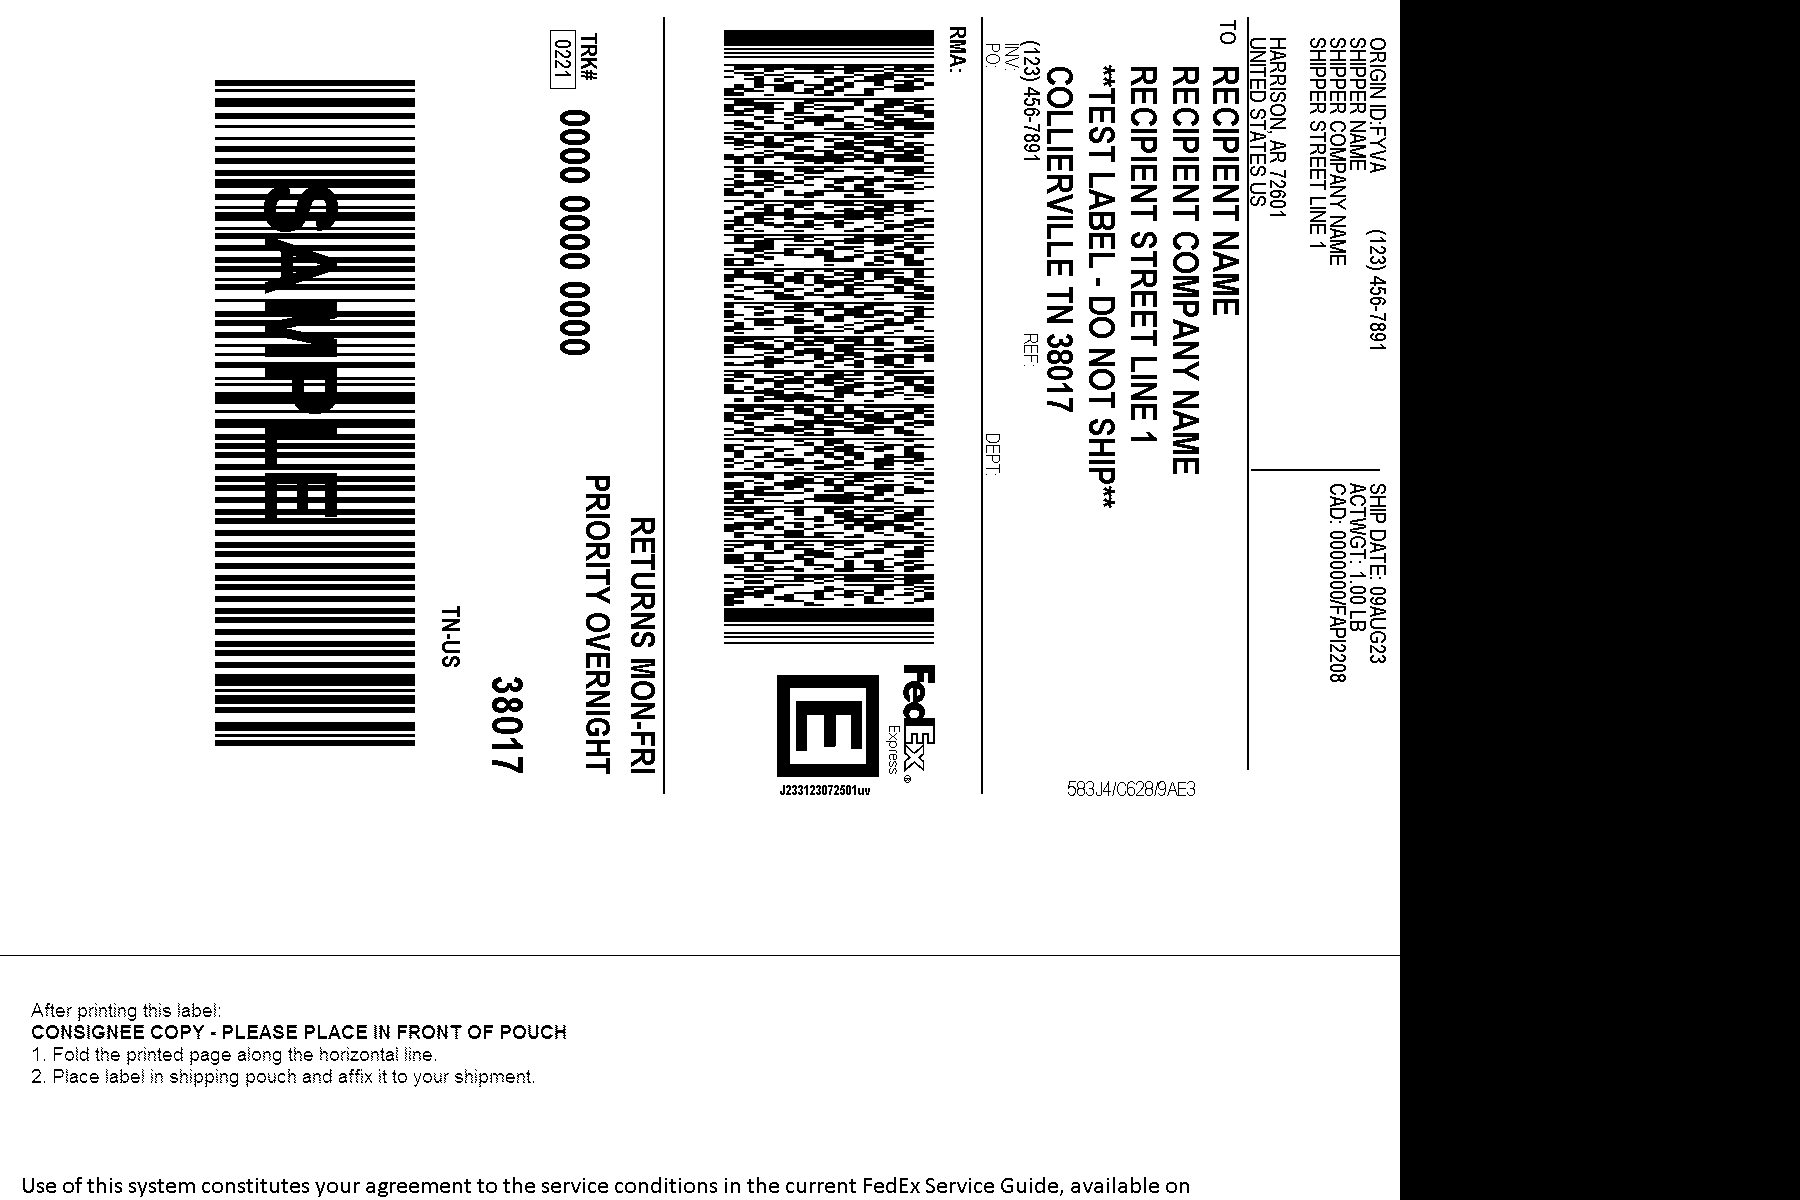 ORIGIN ID:FYVA (123) 456-7891
SHIPPER NAME
SHIPPER COMPANY NAME
SHIPPER STREET LINE 1
HARRISON, AR 72601
UNITED STATES US
SHIP DATE: 09AUG23
ACTWGT: 1.00 LB
CAD: 0000000/FAPI2208
TO RECIPIENT NAME
RECIPIENT COMPANY NAME
RECIPIENT STREET LINE 1
**TEST LABEL - DO NOT SHIP**
COLLIERVILLE TN 38017
(123) 456-7891 REF:
INV:
PO: DEPT:
583J4/C628/9AE3
RMA:
FedEx ®
Express
E
J233123072501uv
RETURNS MON-FRI
PRIORITY OVERNIGHT
TRK#
0221
0000 0000 0000
38017
TN-US
SAMPLE
After printing this label:
CONSIGNEE COPY - PLEASE PLACE IN FRONT OF POUCH
1. Fold the printed page along the horizontal line.
2. Place label in shipping pouch and affix it to your shipment.
Use of this system constitutes your agreement to the service conditions in the current FedEx Service Guide, available on